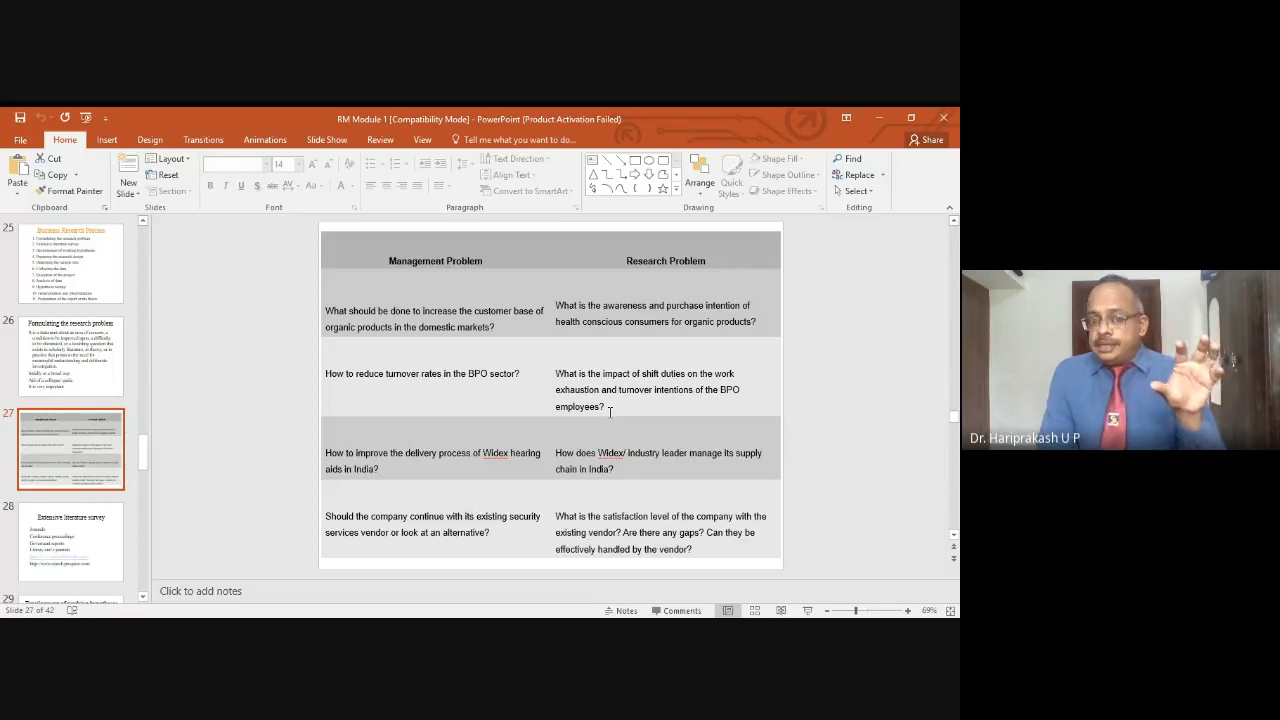 RM Module 1 [Compatibility Mode] - PowerPoint (Product Activation Failed)
File Home Insert Design Transitions Animations Slide Show Review View Tell me what you want to do... Share
Paste
Cut
Copy
Format Painter
Clipboard
New
Slide
Layout
Reset
Section
Slides
14
B I U S abc AV Aa A
Font
Text Direction
Align Text
Convert to SmartArt
Paragraph
Arrange
Quick
Styles
Shape Fill
Shape Outline
Shape Effects
Drawing
Find
Replace
Select
Editing
25
Business Research Process
26
Formulating the research problem
27
28
Extensive literature survey
Journals
Conference proceedings
Government reports
29
Management Problem
Research Problem
What should be done to increase the customer base of
organic products in the domestic markets?
What is the awareness and purchase intention of
health conscious consumers for organic products?
How to reduce turnover rates in the BPO sector?
What is the impact of shift duties on the work
exhaustion and turnover intentions of the BPO
employees?
How to improve the delivery process of Widex hearing
aids in India?
How does Widex/ industry leader manage its supply
chain in India?
Should the company continue with its existing security
services vendor or look at an alternative?
What is the satisfaction level of the company with the
existing vendor? Are there any gaps? Can they be
effectively handled by the vendor?
Click to add notes
Slide 27 of 42
Notes
Comments
69%
Dr. Hariprakash U P